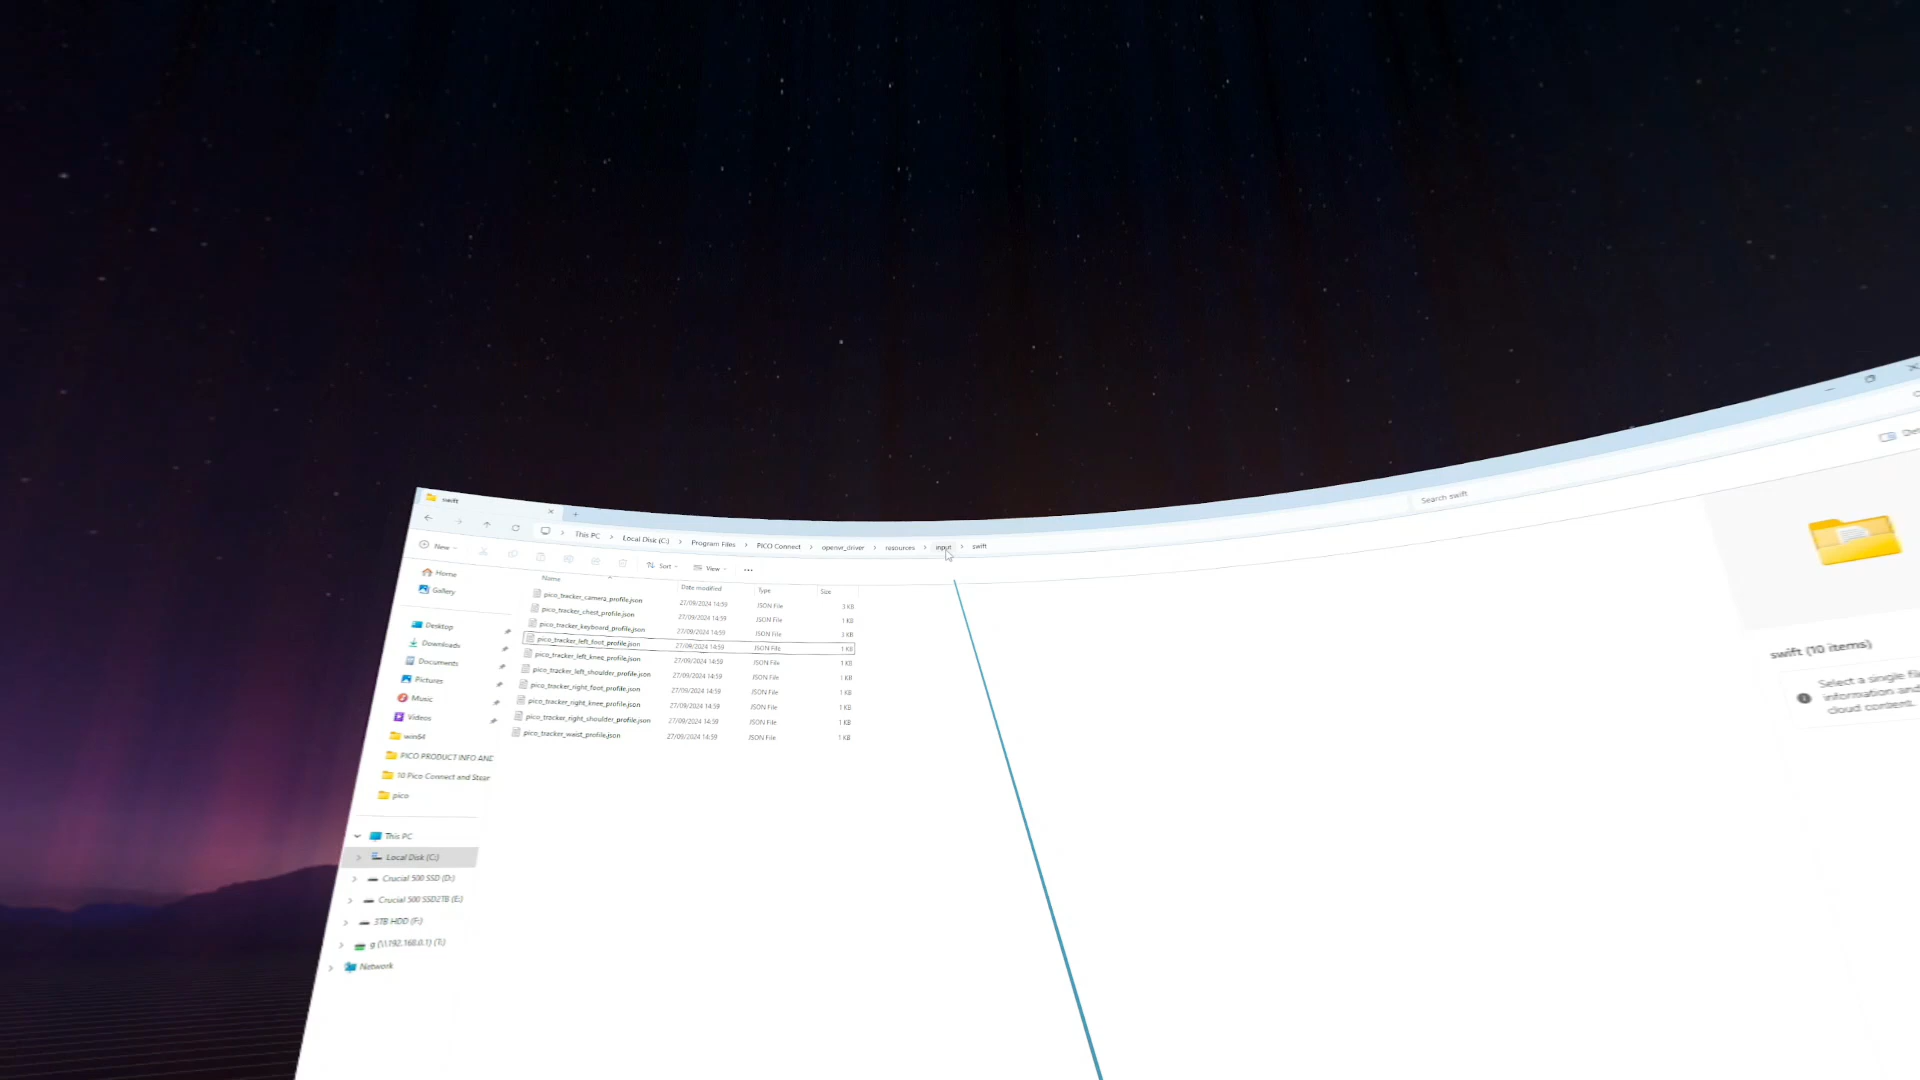 swift
This PC > Local Disk (C:) > Program Files > PICO Connect > openvr_driver > resources > input > swift
Search swift
New
Sort
View
Name
Date modified
Type
Size
pico_tracker_camera_profile.json 27/09/2024 14:59 JSON File 3 KB
pico_tracker_chest_profile.json 27/09/2024 14:59 JSON File 1 KB
pico_tracker_keyboard_profile.json 27/09/2024 14:59 JSON File 3 KB
pico_tracker_left_foot_profile.json 27/09/2024 14:59 JSON File 1 KB
pico_tracker_left_knee_profile.json 27/09/2024 14:59 JSON File 1 KB
pico_tracker_left_shoulder_profile.json 27/09/2024 14:59 JSON File 1 KB
pico_tracker_right_foot_profile.json 27/09/2024 14:59 JSON File 1 KB
pico_tracker_right_knee_profile.json 27/09/2024 14:59 JSON File 1 KB
pico_tracker_right_shoulder_profile.json 27/09/2024 14:59 JSON File 1 KB
pico_tracker_waist_profile.json 27/09/2024 14:59 JSON File 1 KB
Home
Gallery
Desktop
Downloads
Documents
Pictures
Music
Videos
win64
PICO PRODUCT INFO AND
10 Pico Connect and Stear
pico
This PC
Local Disk (C:)
Crucial 500 SSD (D:)
Crucial 500 SSD2TB (E:)
3TB HDD (F:)
g (\\192.168.0.1) (T:)
Network
swift (10 items)
Select a single fil
information and
cloud content.